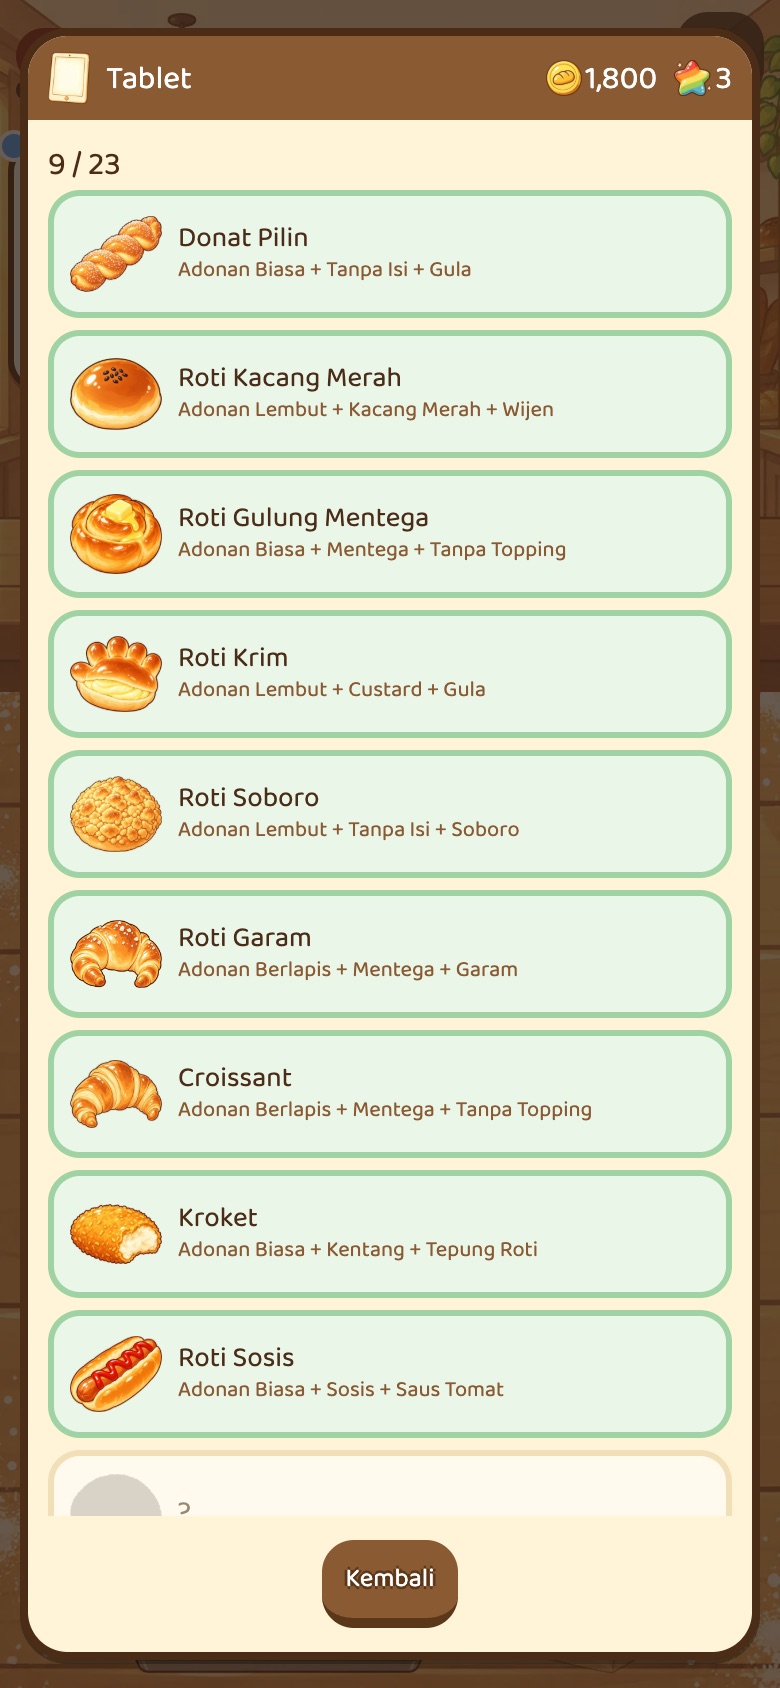 Tablet
1,800
3
9 / 23
Donat Pilin
Adonan Biasa + Tanpa Isi + Gula
Roti Kacang Merah
Adonan Lembut + Kacang Merah + Wijen
Roti Gulung Mentega
Adonan Biasa + Mentega + Tanpa Topping
Roti Krim
Adonan Lembut + Custard + Gula
Roti Soboro
Adonan Lembut + Tanpa Isi + Soboro
Roti Garam
Adonan Berlapis + Mentega + Garam
Croissant
Adonan Berlapis + Mentega + Tanpa Topping
Kroket
Adonan Biasa + Kentang + Tepung Roti
Roti Sosis
Adonan Biasa + Sosis + Saus Tomat
?
Kembali